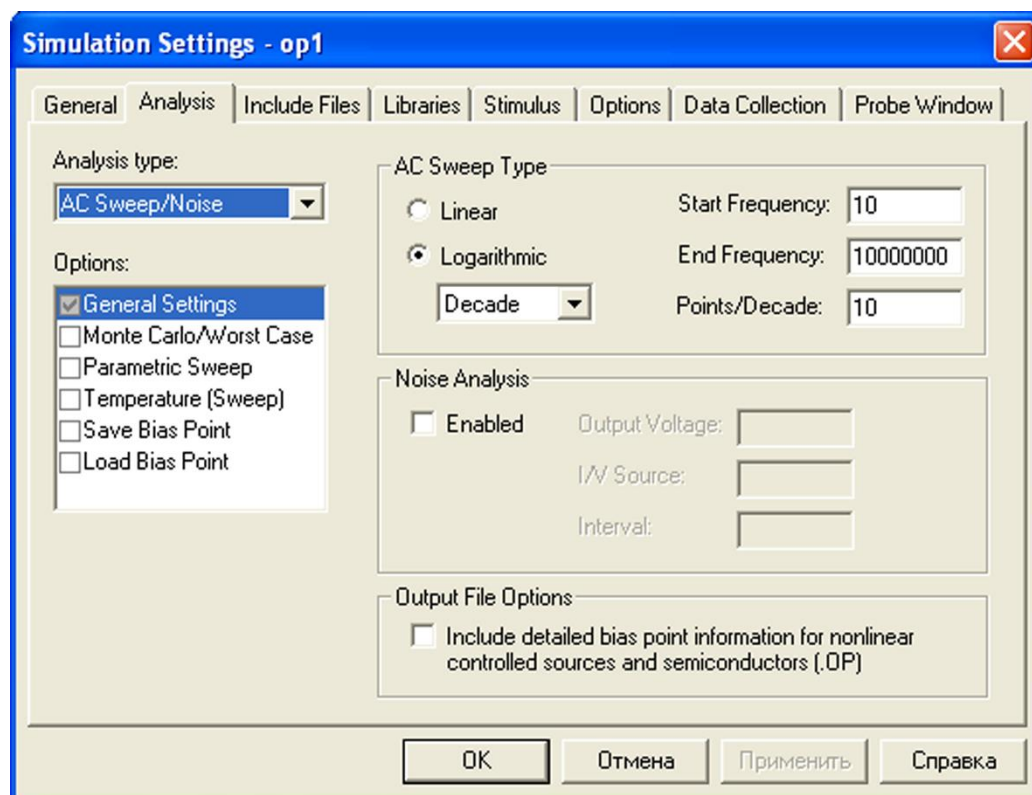 Simulation Settings - op1
General Analysis Include Files Libraries Stimulus Options Data Collection Probe Window
Analysis type:
AC Sweep/Noise
Options:
General Settings
Monte Carlo/Worst Case
Parametric Sweep
Temperature (Sweep)
Save Bias Point
Load Bias Point
AC Sweep Type
Linear
Logarithmic
Decade
Start Frequency: 10
End Frequency: 10000000
Points/Decade: 10
Noise Analysis
Enabled
Output Voltage:
I/V Source:
Interval:
Output File Options
Include detailed bias point information for nonlinear
controlled sources and semiconductors (.OP)
OK Отмена Применить Справка